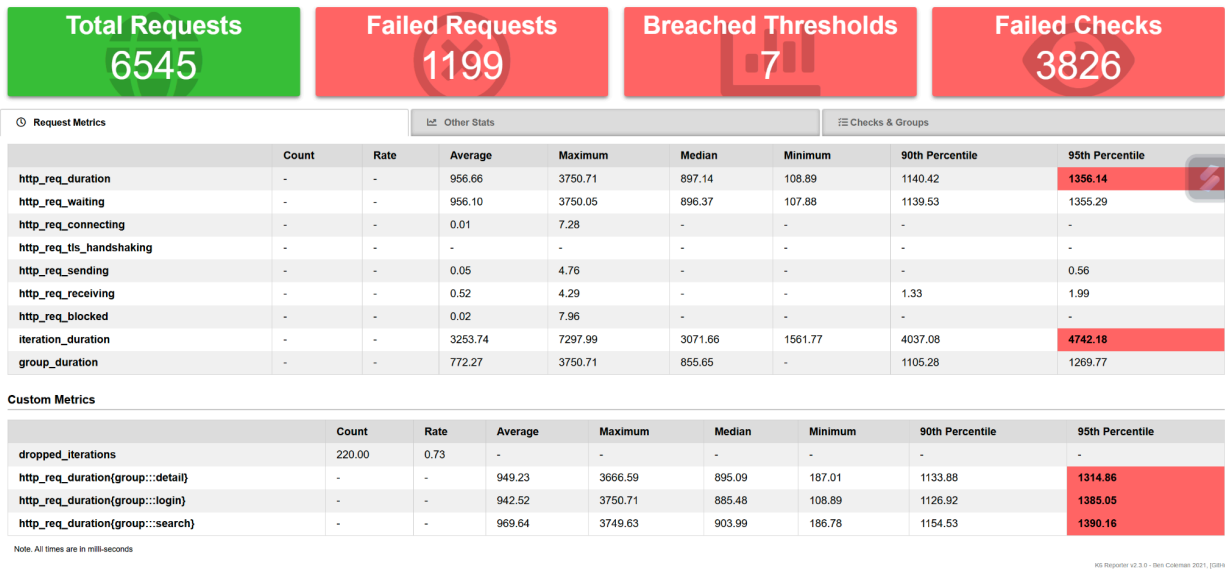 Total Requests Failed Requests Breached Thresholds Failed Checks
6545 1199 7 3826
Request Metrics Other Stats Checks & Groups
Count Rate Average Maximum Median Minimum 90th Percentile 95th Percentile
http_req_duration - - 956.66 3750.71 897.14 108.89 1140.42 1356.14
http_req_waiting - - 956.10 3750.05 896.37 107.88 1139.53 1355.29
http_req_connecting - - 0.01 7.28 - - - -
http_req_tls_handshaking - - - - - - - -
http_req_sending - - 0.05 4.76 - - - 0.56
http_req_receiving - - 0.52 4.29 - - 1.33 1.99
http_req_blocked - - 0.02 7.96 - - - -
iteration_duration - - 3253.74 7297.99 3071.66 1561.77 4037.08 4742.18
group_duration - - 772.27 3750.71 855.65 - 1105.28 1269.77
Custom Metrics
Count Rate Average Maximum Median Minimum 90th Percentile 95th Percentile
dropped_iterations 220.00 0.73 - - - - - -
http_req_duration{group:::detail} - - 949.23 3666.59 895.09 187.01 1133.88 1314.86
http_req_duration{group:::login} - - 942.52 3750.71 885.48 108.89 1126.92 1385.05
http_req_duration{group:::search} - - 969.64 3749.63 903.99 186.78 1154.53 1390.16
Note. All times are in milli-seconds
K6 Reporter v2.3.0 - Ben Coleman 2021, [GitH